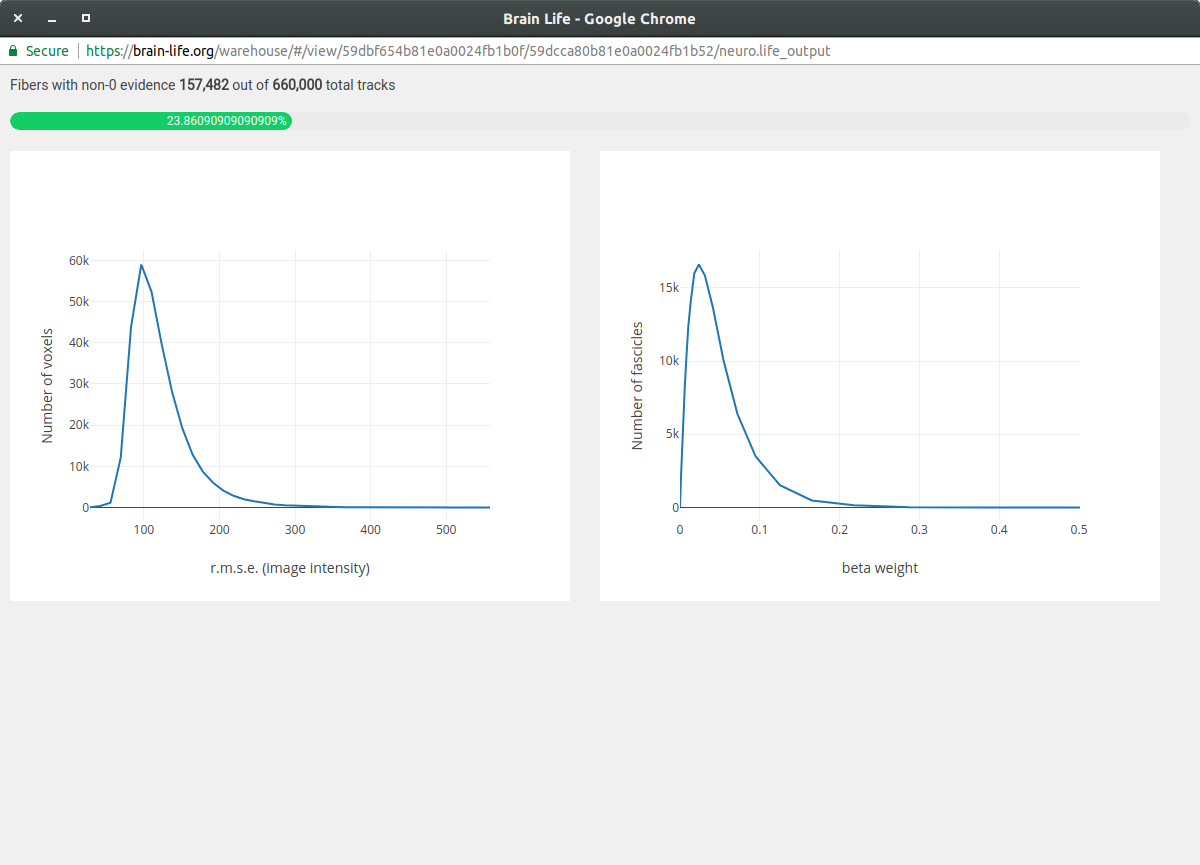 Brain Life - Google Chrome
Secure https://brain-life.org/warehouse/#/view/59dbf654b81e0a0024fb1b0f/59dcca80b81e0a0024fb1b52/neuro.life_output
Fibers with non-0 evidence 157,482 out of 660,000 total tracks
23.86090909090909%
Number of voxels
60k
50k
40k
30k
20k
10k
0
100 200 300 400 500
r.m.s.e. (image intensity)
Number of fascicles
15k
10k
5k
0
0 0.1 0.2 0.3 0.4 0.5
beta weight